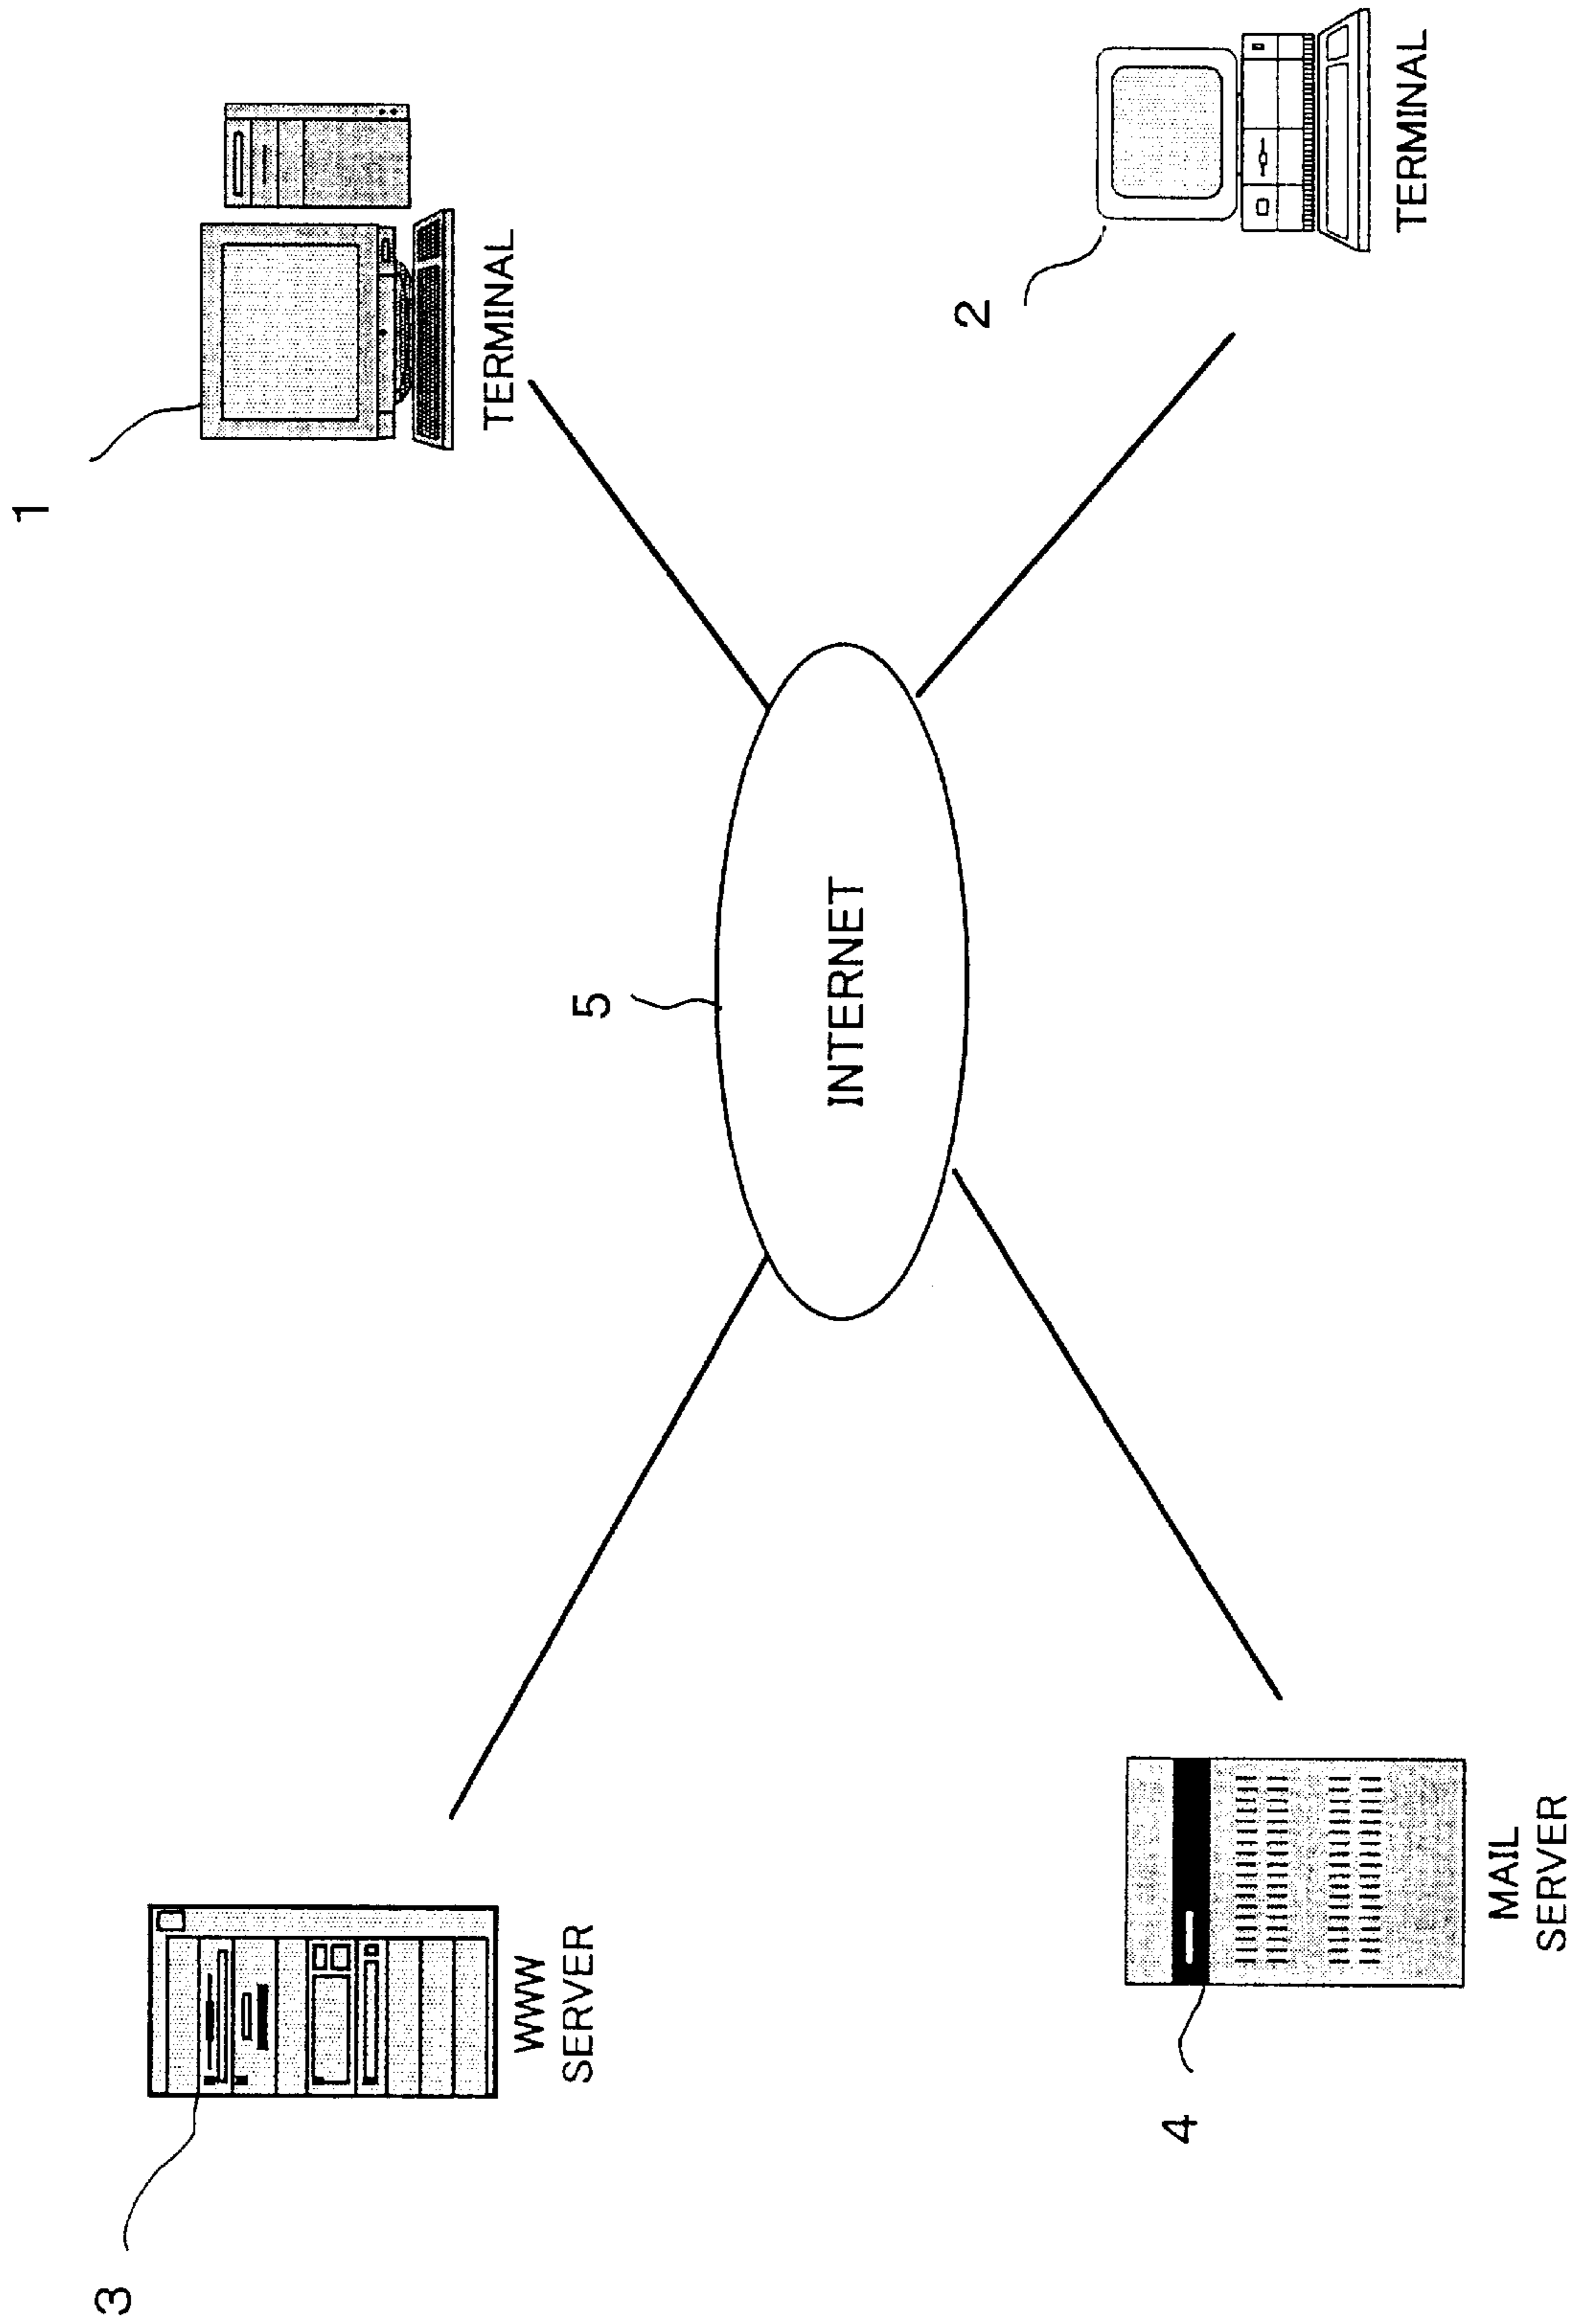 3
1
WWW
SERVER
TERMINAL
5
INTERNET
2
4
TERMINAL
MAIL
SERVER